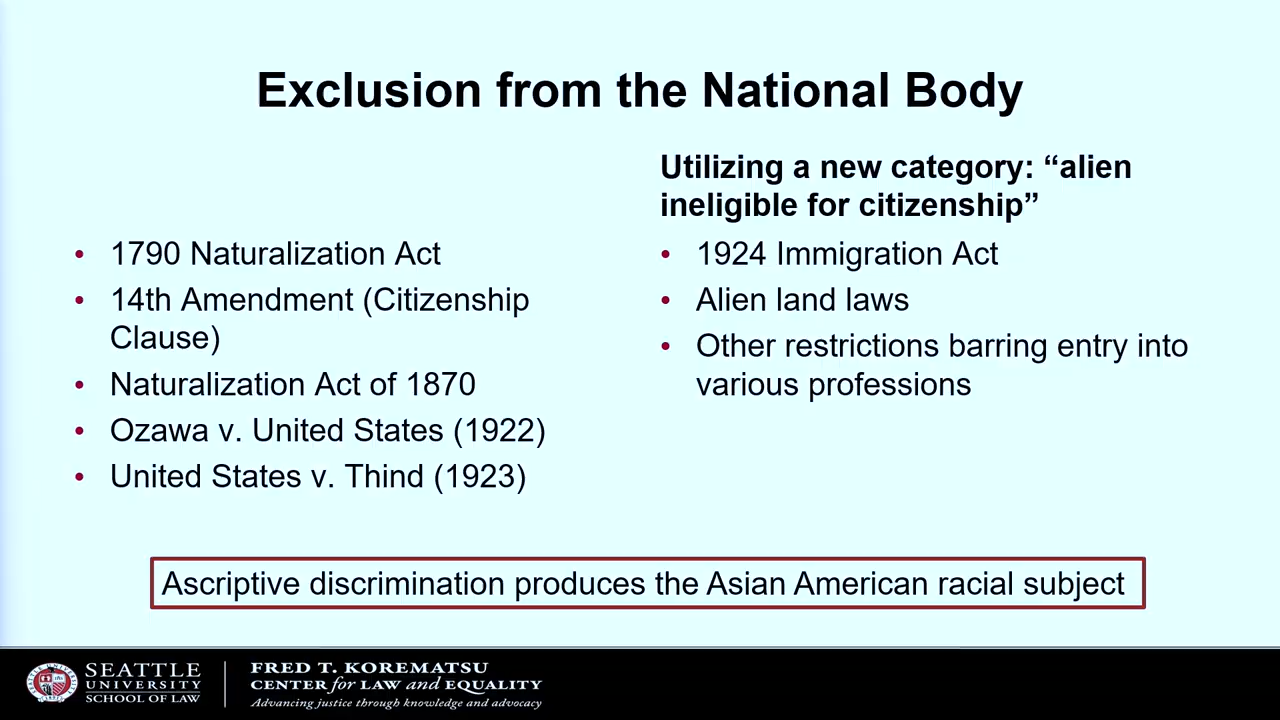 Exclusion from the National Body
• 1790 Naturalization Act
• 14th Amendment (Citizenship
Clause)
• Naturalization Act of 1870
• Ozawa v. United States (1922)
• United States v. Thind (1923)
Utilizing a new category: “alien
ineligible for citizenship”
• 1924 Immigration Act
• Alien land laws
• Other restrictions barring entry into
various professions
Ascriptive discrimination produces the Asian American racial subject
SEATTLE
UNIVERSITY
SCHOOL OF LAW
FRED T. KOREMATSU
CENTER for LAW and EQUALITY
Advancing justice through knowledge and advocacy